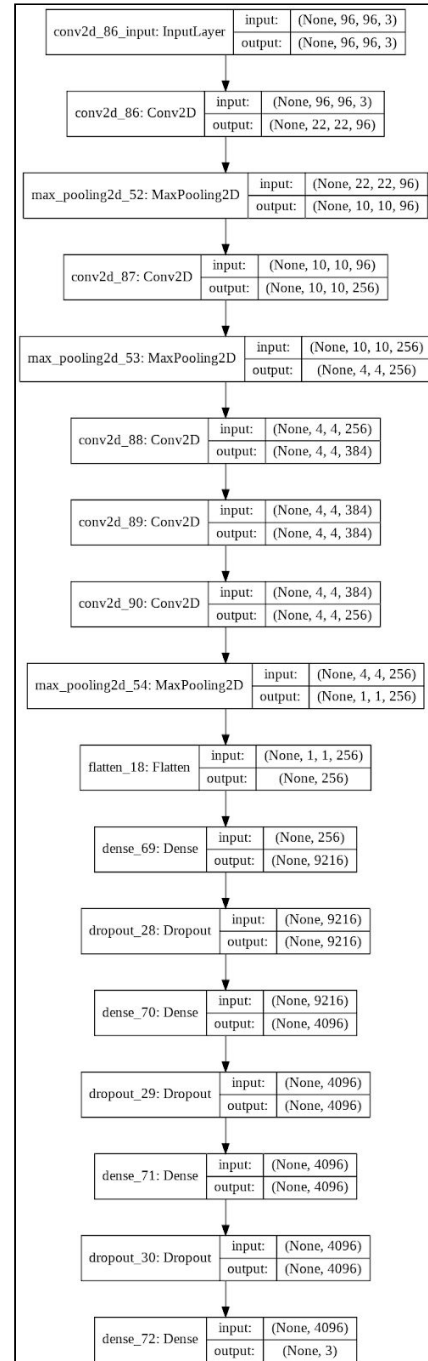 conv2d_86_input: InputLayer input: (None, 96, 96, 3)
output: (None, 96, 96, 3)
conv2d_86: Conv2D input: (None, 96, 96, 3)
output: (None, 22, 22, 96)
max_pooling2d_52: MaxPooling2D input: (None, 22, 22, 96)
output: (None, 10, 10, 96)
conv2d_87: Conv2D input: (None, 10, 10, 96)
output: (None, 10, 10, 256)
max_pooling2d_53: MaxPooling2D input: (None, 10, 10, 256)
output: (None, 4, 4, 256)
conv2d_88: Conv2D input: (None, 4, 4, 256)
output: (None, 4, 4, 384)
conv2d_89: Conv2D input: (None, 4, 4, 384)
output: (None, 4, 4, 384)
conv2d_90: Conv2D input: (None, 4, 4, 384)
output: (None, 4, 4, 256)
max_pooling2d_54: MaxPooling2D input: (None, 4, 4, 256)
output: (None, 1, 1, 256)
flatten_18: Flatten input: (None, 1, 1, 256)
output: (None, 256)
dense_69: Dense input: (None, 256)
output: (None, 9216)
dropout_28: Dropout input: (None, 9216)
output: (None, 9216)
dense_70: Dense input: (None, 9216)
output: (None, 4096)
dropout_29: Dropout input: (None, 4096)
output: (None, 4096)
dense_71: Dense input: (None, 4096)
output: (None, 4096)
dropout_30: Dropout input: (None, 4096)
output: (None, 4096)
dense_72: Dense input: (None, 4096)
output: (None, 3)